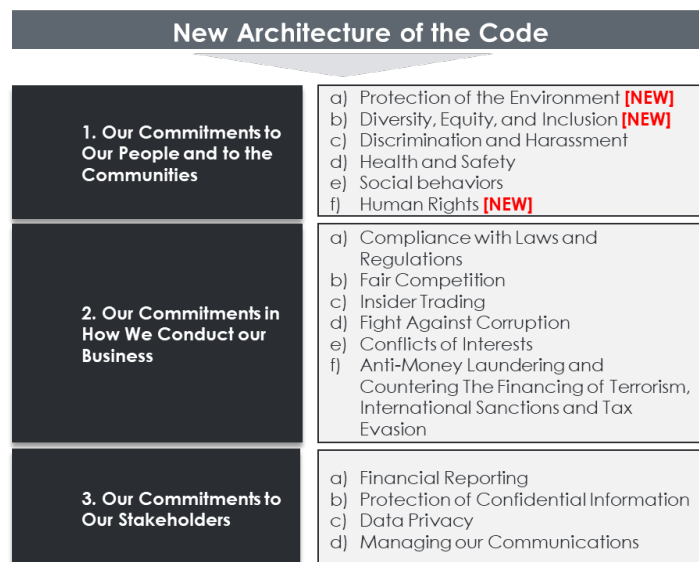 New Architecture of the Code
1. Our Commitments to
Our People and to the
Communities
a) Protection of the Environment [NEW]
b) Diversity, Equity, and Inclusion [NEW]
c) Discrimination and Harassment
d) Health and Safety
e) Social behaviors
f) Human Rights [NEW]
2. Our Commitments in
How We Conduct our
Business
a) Compliance with Laws and
Regulations
b) Fair Competition
c) Insider Trading
d) Fight Against Corruption
e) Conflicts of Interests
f) Anti-Money Laundering and
Countering The Financing of Terrorism,
International Sanctions and Tax
Evasion
3. Our Commitments to
Our Stakeholders
a) Financial Reporting
b) Protection of Confidential Information
c) Data Privacy
d) Managing our Communications